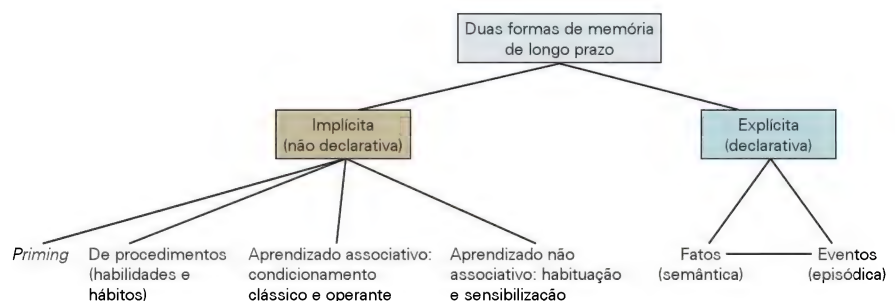 Duas formas de memória
de longo prazo
Implícita
(não declarativa)
Explícita
(declarativa)
Priming
De procedimentos
(habilidades e
hábitos)
Aprendizado associativo:
condicionamento
clássico e operante
Aprendizado não
associativo: habituação
e sensibilização
Fatos
(semântica)
Eventos
(episódica)